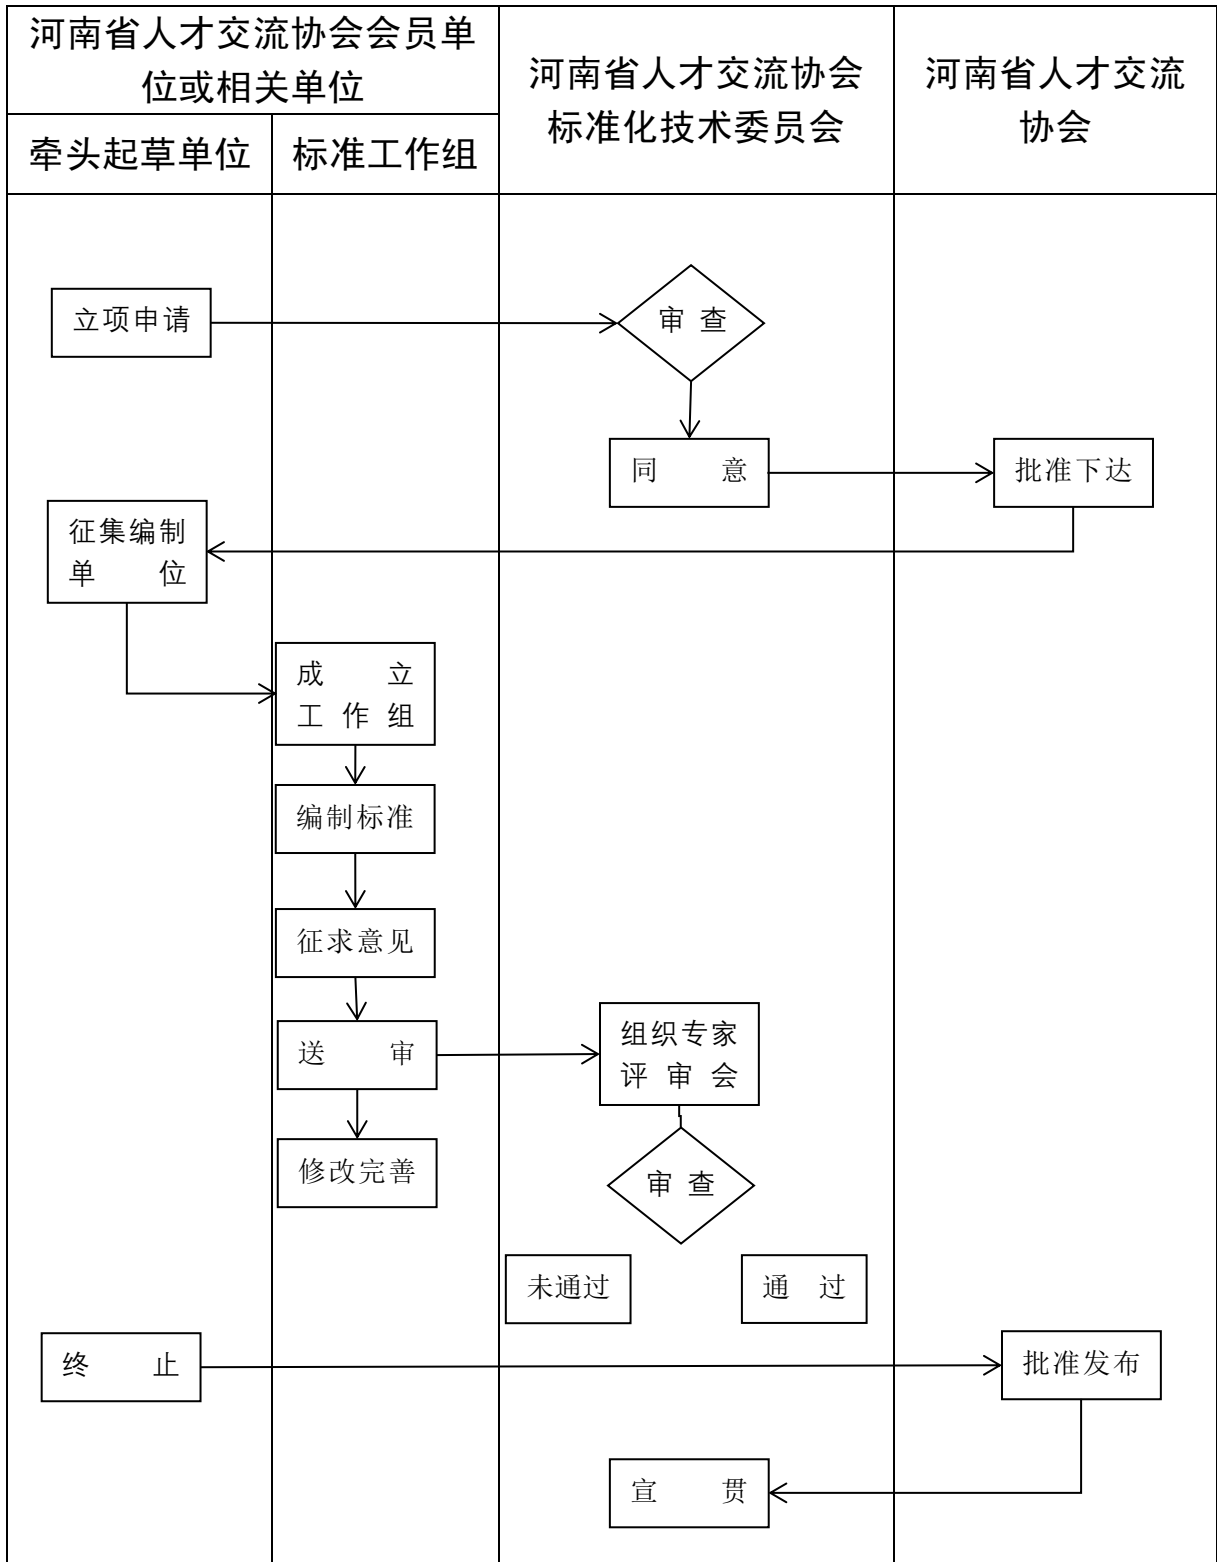 河南省人才交流协会会员单
位或相关单位
河南省人才交流协会
标准化技术委员会
河南省人才交流
协会
牵头起草单位
标准工作组
立项申请
审 查
同 意
批准下达
征集编制
单 位
成 立
工 作 组
编制标准
征求意见
送 审
组织专家
评 审 会
修改完善
审 查
未通过
通 过
终 止
批准发布
宣 贯